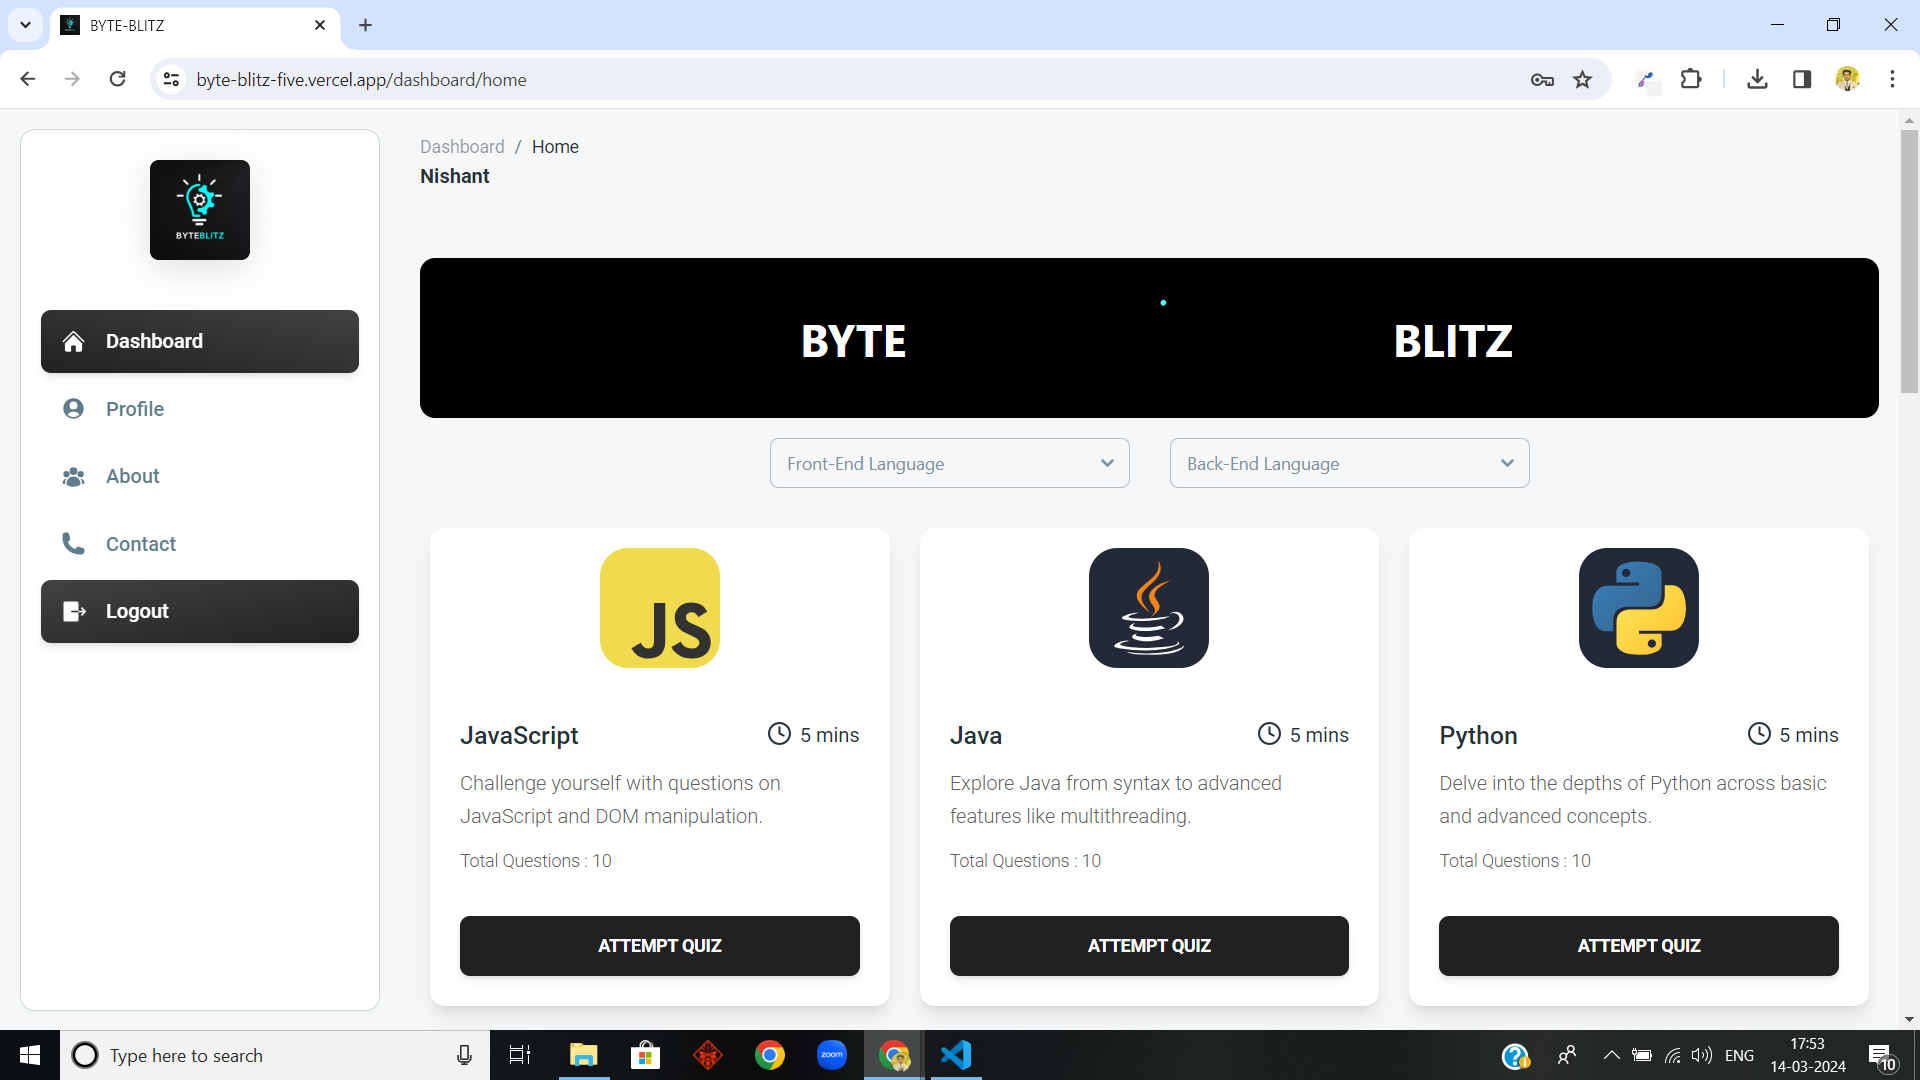 BYTE-BLITZ
byte-blitz-five.vercel.app/dashboard/home
BYTEBLITZ
Dashboard
Profile
About
Contact
Logout
Dashboard / Home
Nishant
BYTE BLITZ
Front-End Language
Back-End Language
JS
JavaScript
5 mins
Challenge yourself with questions on
JavaScript and DOM manipulation.
Total Questions : 10
ATTEMPT QUIZ
Java
5 mins
Explore Java from syntax to advanced
features like multithreading.
Total Questions : 10
ATTEMPT QUIZ
Python
5 mins
Delve into the depths of Python across basic
and advanced concepts.
Total Questions : 10
ATTEMPT QUIZ
Type here to search
zoom
ENG
17:53
14-03-2024
10